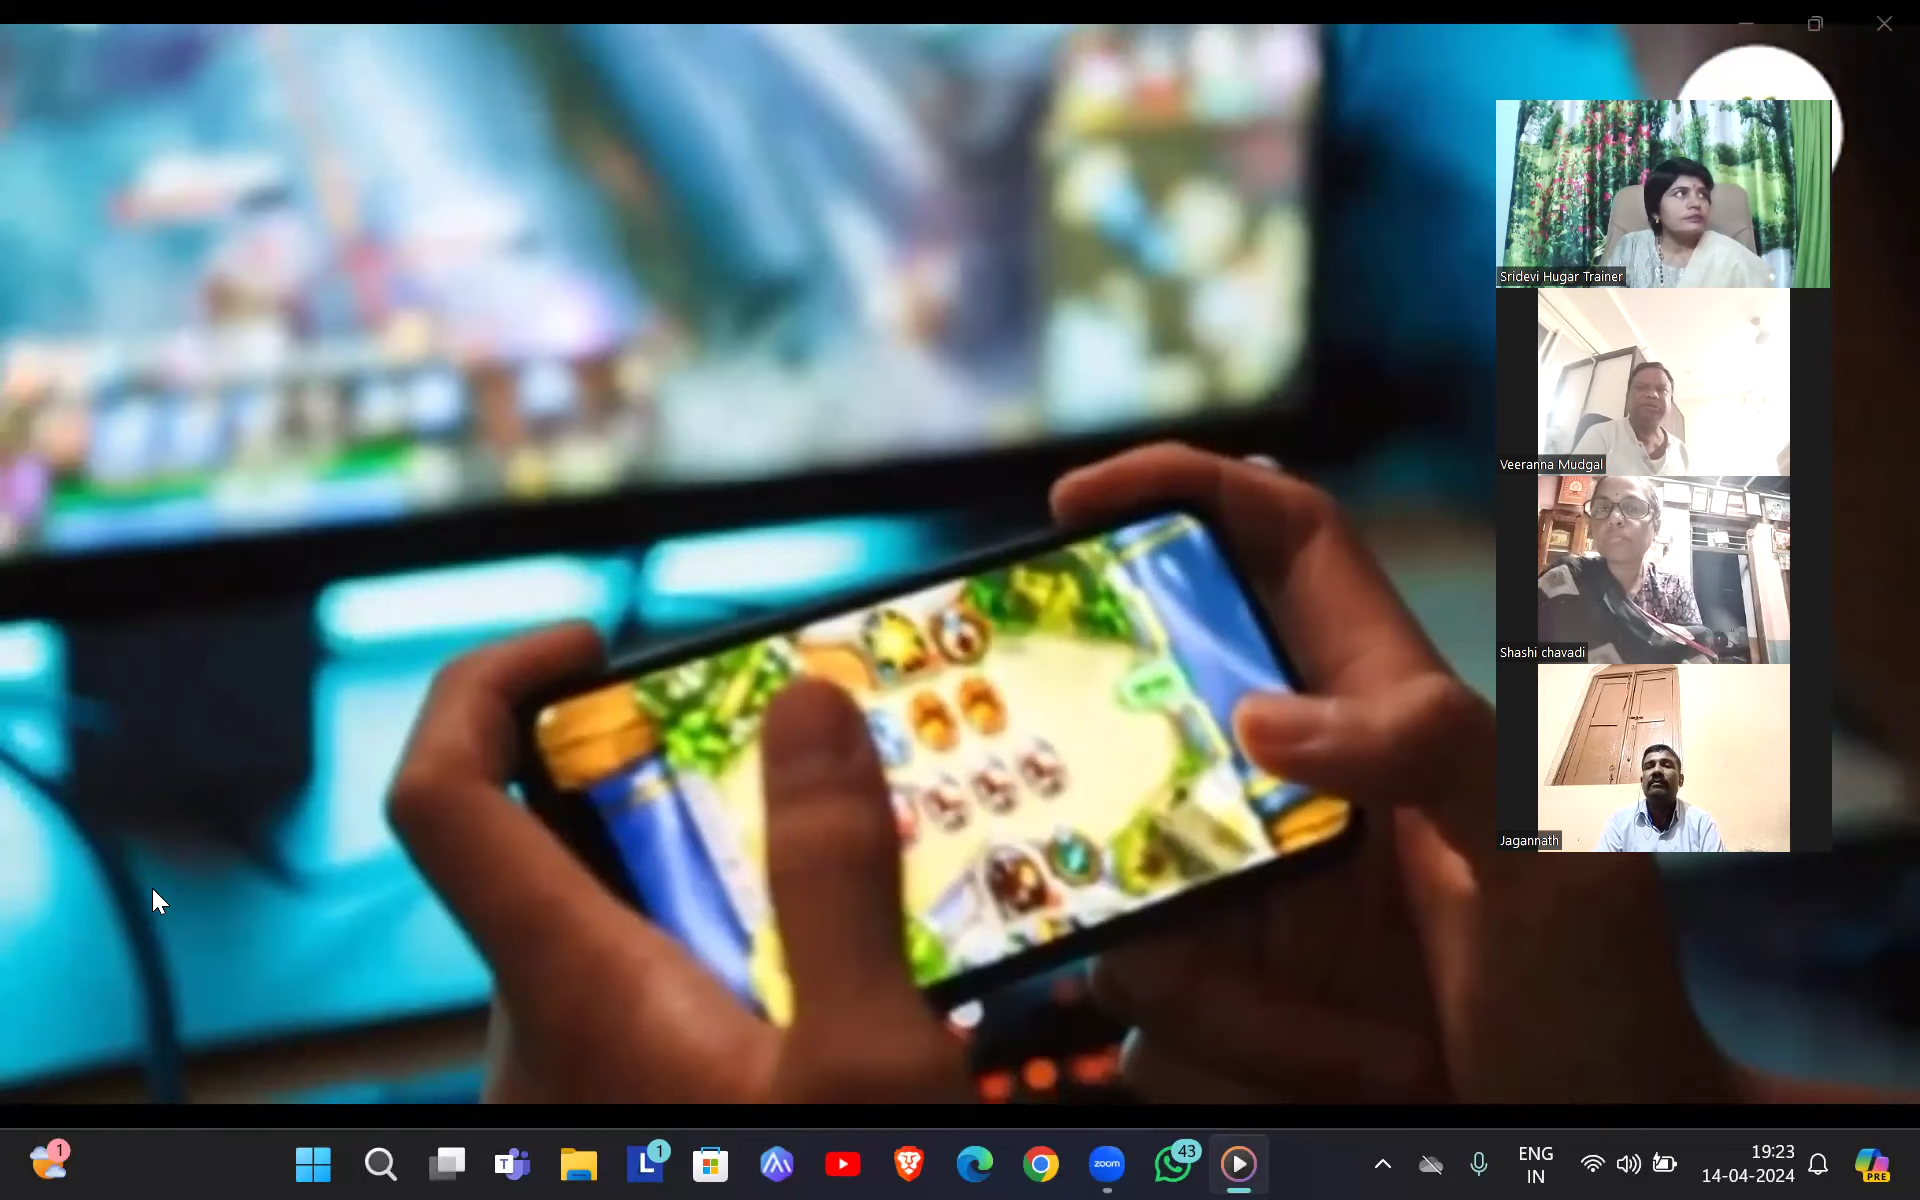 Sridevi Hugar Trainer
Veeranna Mudgal
Shashi chavadi
Jagannath
1
T
L
1
zoom
43
ENG
IN
19:23
14-04-2024
PRE